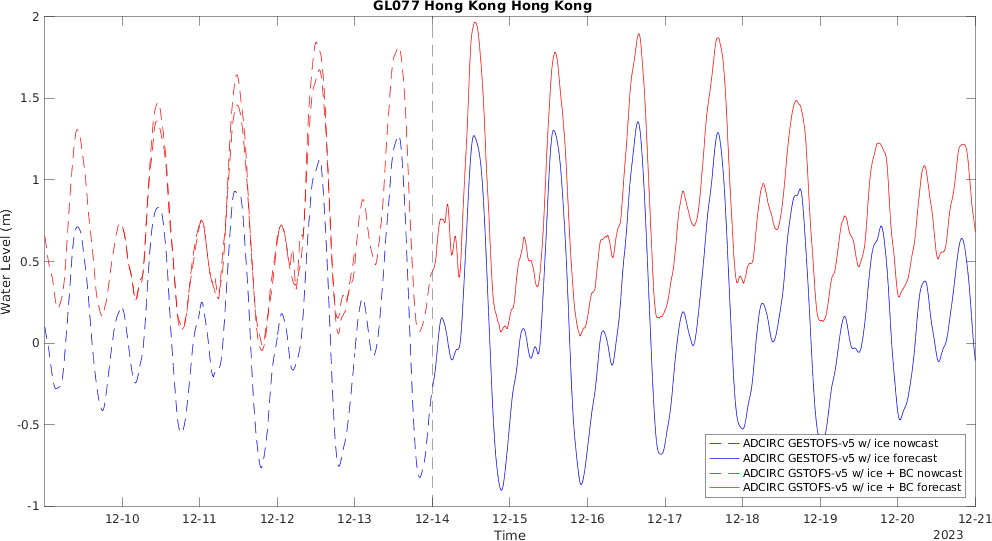 GL077 Hong Kong Hong Kong
2
1.5
1
0.5
0
-0.5
-1
Water Level (m)
12-10
12-11
12-12
12-13
12-14
12-15
12-16
12-17
12-18
12-19
12-20
12-21
Time
2023
ADCIRC GESTOFS-v5 w/ ice nowcast
ADCIRC GESTOFS-v5 w/ ice forecast
ADCIRC GSTOFS-v5 w/ ice + BC nowcast
ADCIRC GSTOFS-v5 w/ ice + BC forecast